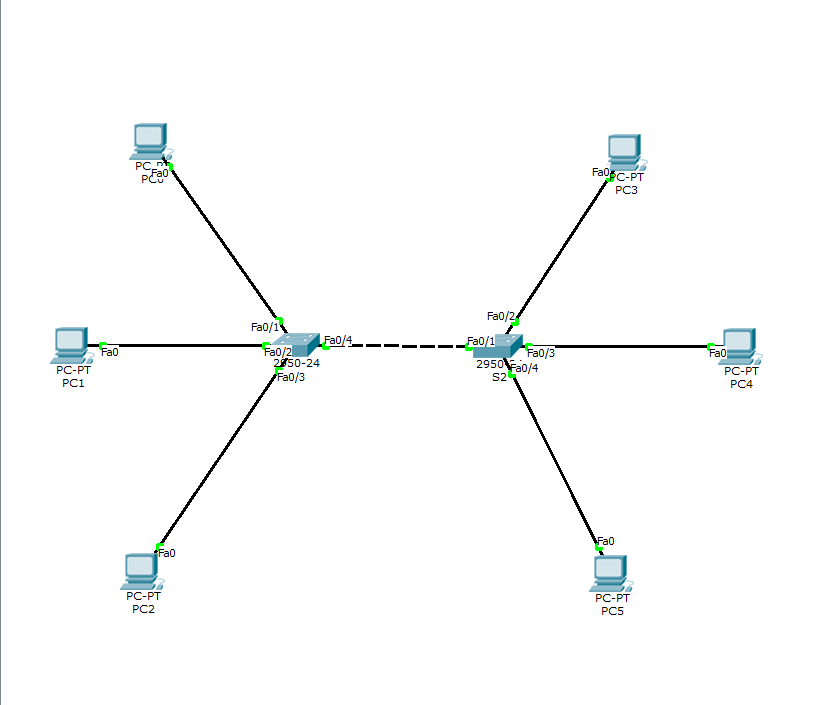 PC0
Fa0
PC-PT
PC3
Fa0
Fa0/1
Fa0/2
Fa0/4
Fa0/1
Fa0/2
Fa0/3
Fa0
Fa0
PC-PT
PC1
2950-24
Fa0/3
S2
Fa0/4
PC-PT
PC4
Fa0
PC-PT
PC2
Fa0
PC-PT
PC5